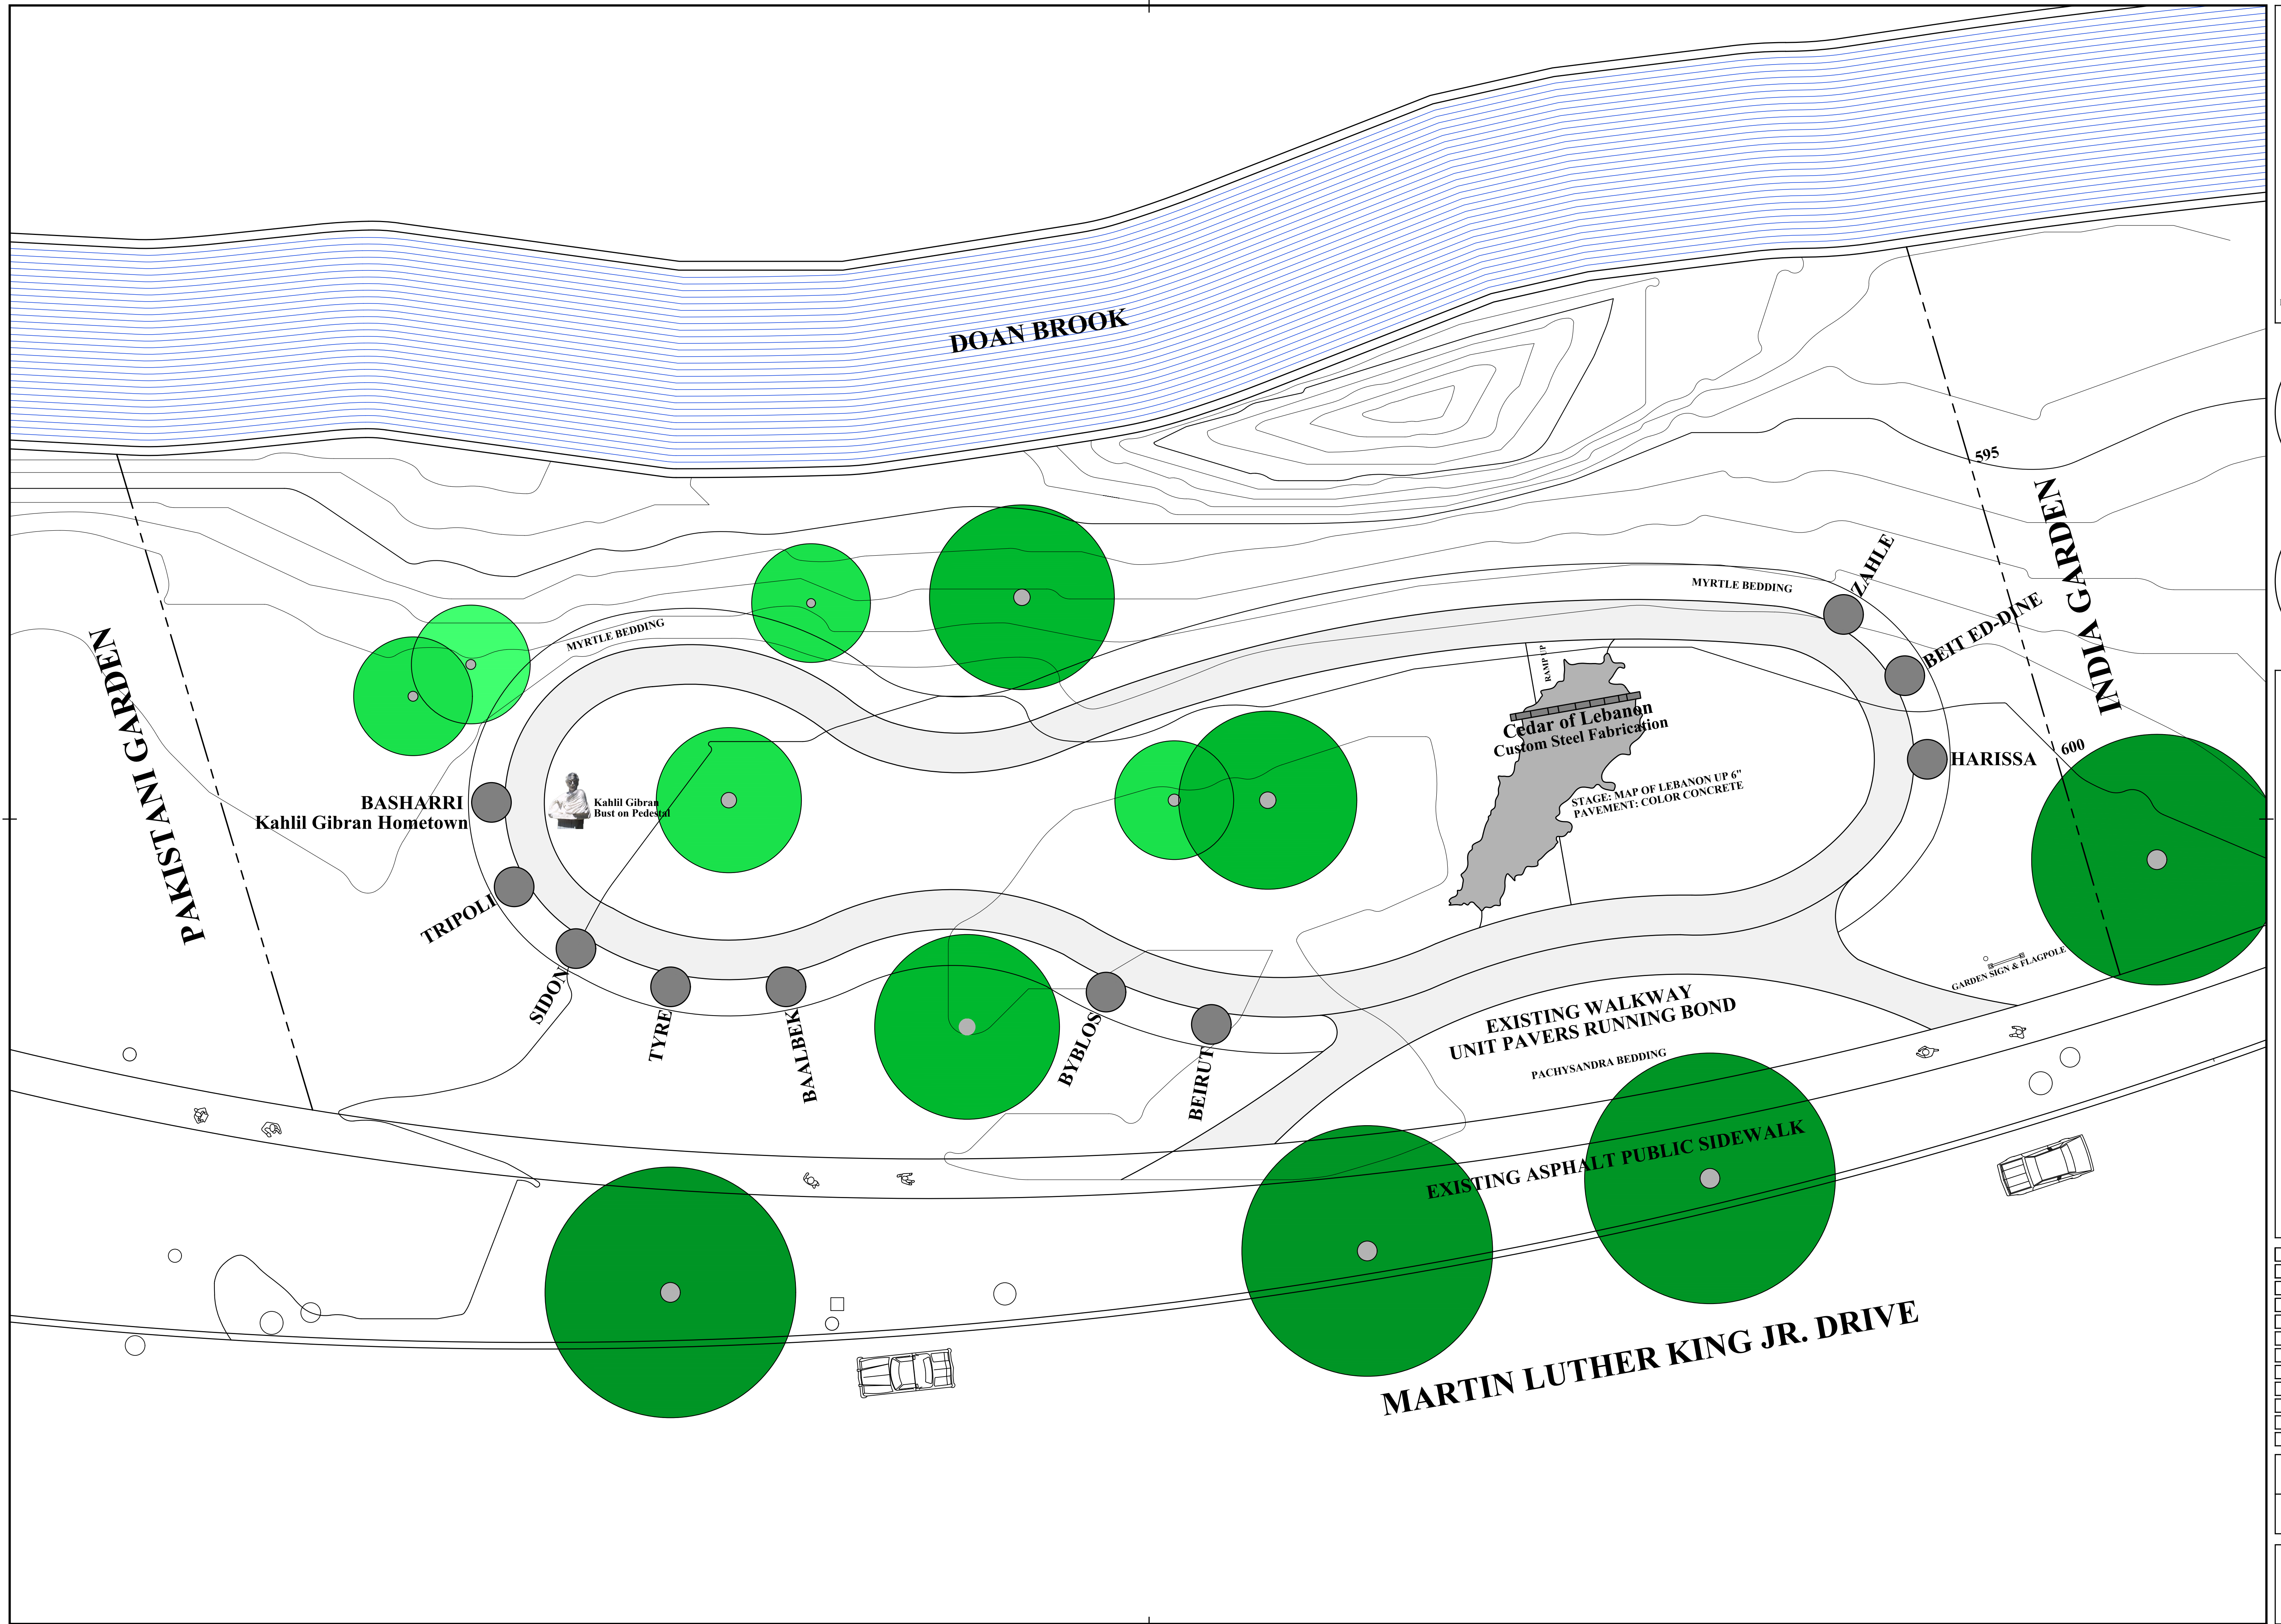 DOAN BROOK
595
INDIA GARDEN
ZAHLE
MYRTLE BEDDING
BEIT ED-DINE
MYRTLE BEDDING
PAKISTANI GARDEN
RAMP UP
Cedar of Lebanon
Custom Steel Fabrication
600
HARISSA
STAGE: MAP OF LEBANON UP 6"
PAVEMENT: COLOR CONCRETE
BASHARRI
Kahlil Gibran Hometown
Kahlil Gibran
Bust on Pedestal
TRIPOLI
SIDON
TYRE
BAALBEK
BYBLOS
BEIRUT
GARDEN SIGN & FLAGPOLE
EXISTING WALKWAY
UNIT PAVERS RUNNING BOND
PACHYSANDRA BEDDING
EXISTING ASPHALT PUBLIC SIDEWALK
MARTIN LUTHER KING JR. DRIVE